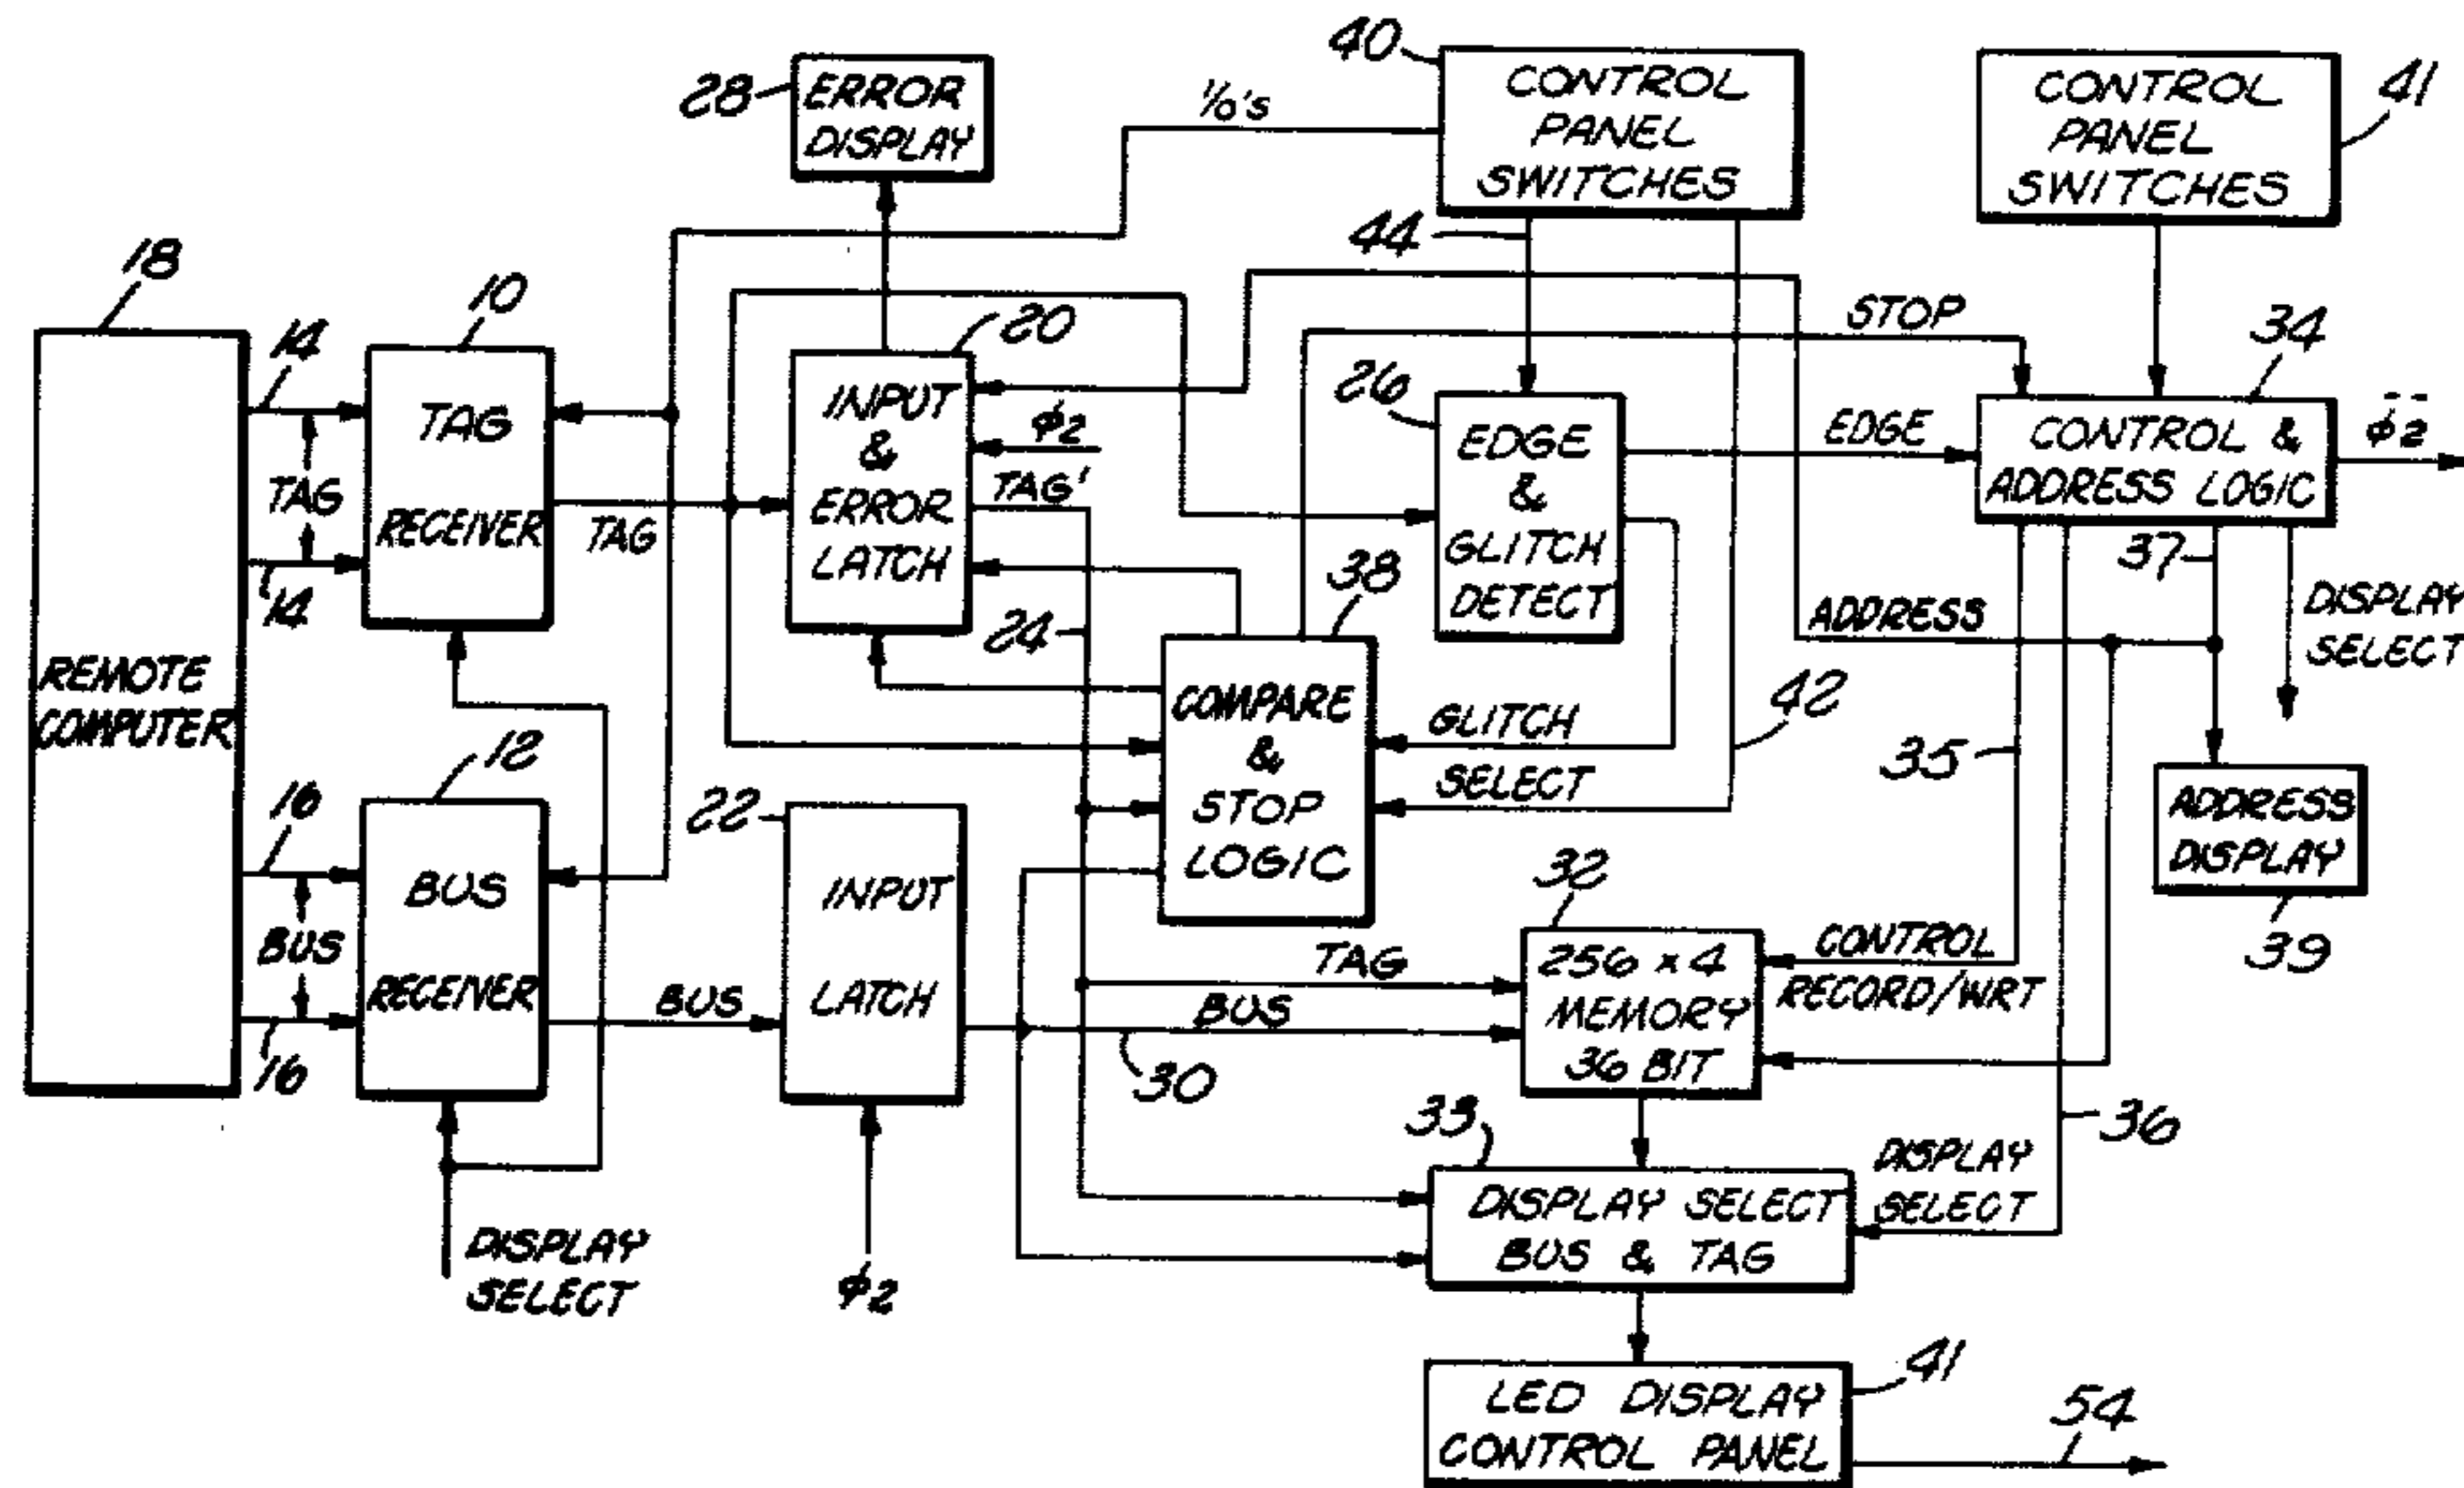 28
ERROR
DISPLAY
1/0's
40
CONTROL
PANEL
SWITCHES
CONTROL
PANEL
SWITCHES
41
44
18
10
20
STOP
34
14
TAG
14
REMOTE
COMPUTER
TAG
RECEIVER
TAG
INPUT
&
ERROR
LATCH
φ2
TAG'
24
26
EDGE
&
GLITCH
DETECT
EDGE
CONTROL &
ADDRESS LOGIC
φ2
37
DISPLAY
SELECT
ADDRESS
38
COMPARE
&
STOP
LOGIC
GLITCH
SELECT
42
35
ADDRESS
DISPLAY
39
12
16
BUS
16
BUS
RECEIVER
BUS
22
INPUT
LATCH
φ2
DISPLAY
SELECT
TAG
BUS
30
32
256 x 4
MEMORY
36 BIT
CONTROL
RECORD/WRT
36
33
DISPLAY SELECT
BUS & TAG
DISPLAY
SELECT
LED DISPLAY
CONTROL PANEL
41
54